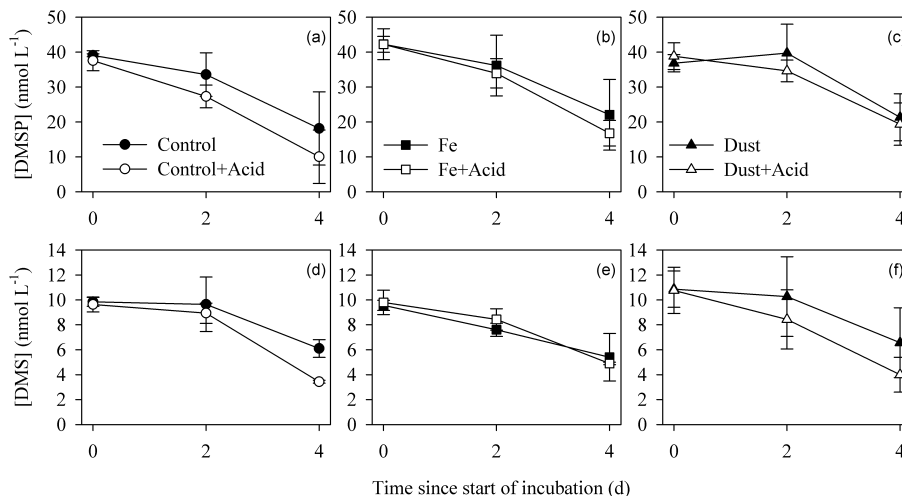 50 50 50
(a) (b) (c)
40 40 40
30 30 30
20 20 20
10 10 10
0 0 0
[DMSP] (nmol L⁻¹)
Control Fe Dust
Control+Acid Fe+Acid Dust+Acid
0 2 4 0 2 4 0 2 4
14 14 14
(d) (e) (f)
12 12 12
10 10 10
8 8 8
6 6 6
4 4 4
2 2 2
0 0 0
[DMS] (nmol L⁻¹)
0 2 4 0 2 4 0 2 4
Time since start of incubation (d)